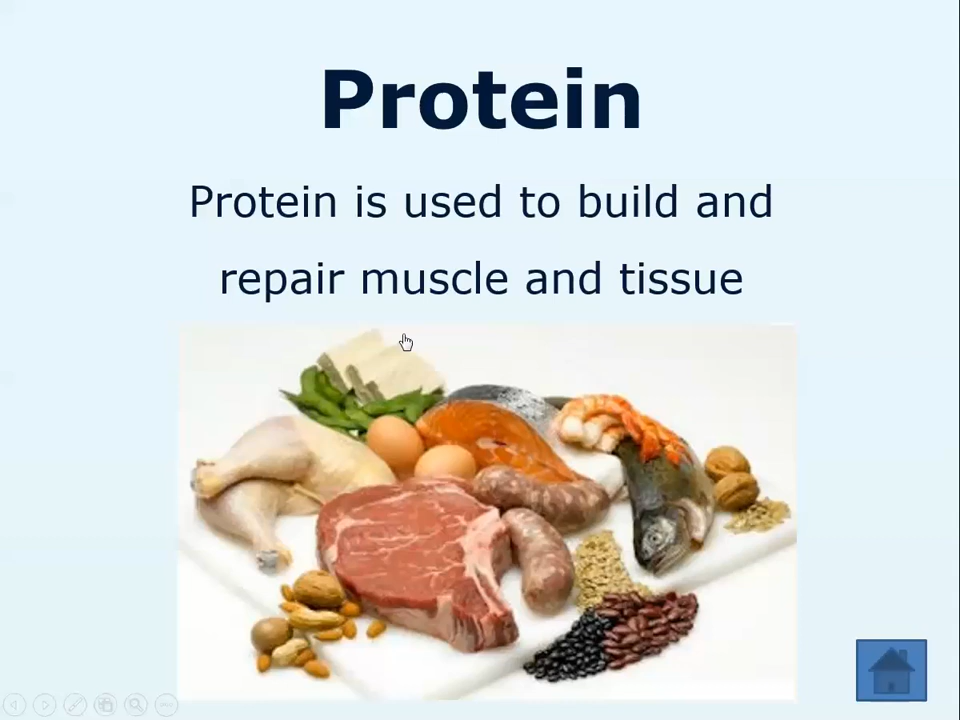 Protein
Protein is used to build and
repair muscle and tissue